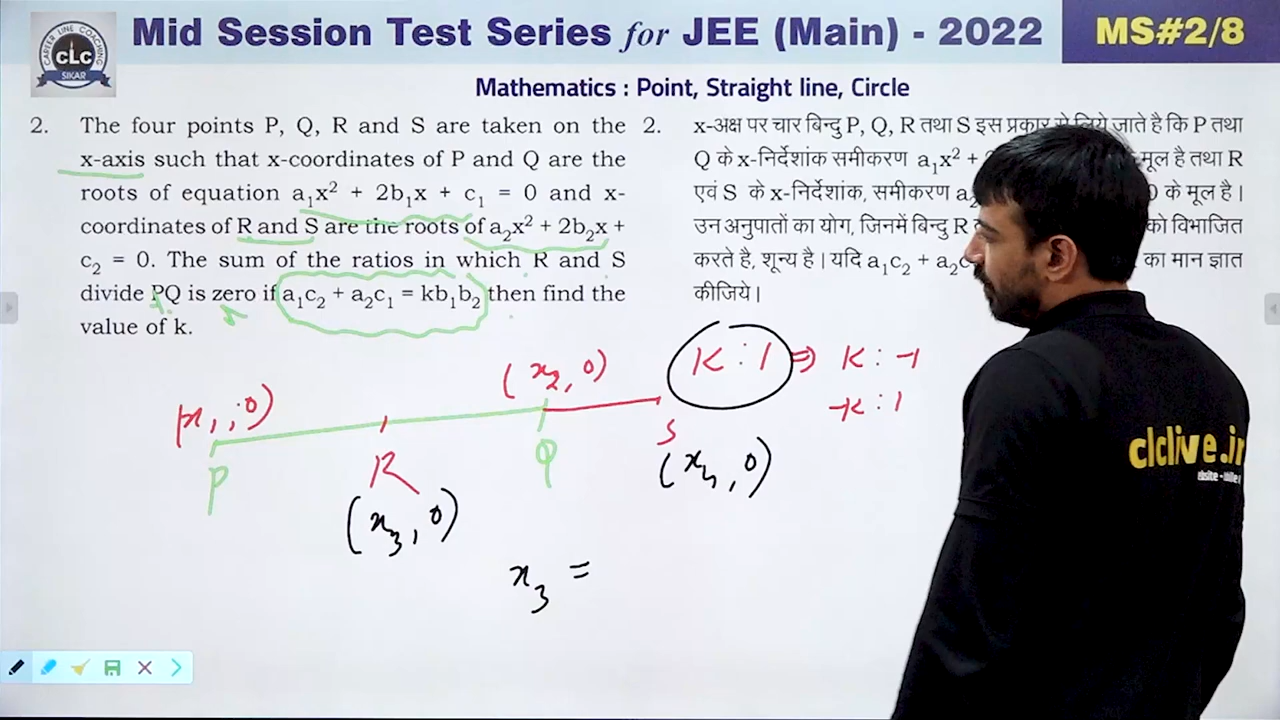 CAREER LINE COACHING
CLC
SIKAR
Mid Session Test Series for JEE (Main) - 2022
MS#2/8
Mathematics : Point, Straight line, Circle
2. The four points P, Q, R and S are taken on the
x-axis such that x-coordinates of P and Q are the
roots of equation a₁x² + 2b₁x + c₁ = 0 and x-
coordinates of R and S are the roots of a₂x² + 2b₂x +
c₂ = 0. The sum of the ratios in which R and S
divide PQ is zero if a₁c₂ + a₂c₁ = kb₁b₂ then find the
value of k.
2. x-अक्ष पर चार बिन्दु P, Q, R तथा S इस प्रकार से लिये जाते है कि P तथा
Q के x-निर्देशांक समीकरण a₁x² + मूल है तथा R
एवं S के x-निर्देशांक, समीकरण a₂ 0 के मूल है।
उन अनुपातों का योग, जिनमें बिन्दु R को विभाजित
करते है, शून्य है। यदि a₁c₂ + a₂c का मान ज्ञात
कीजिये।
(x₁, 0)
(x₂, 0)
K : 1 ⇒ K : -1
-K : 1
P
R
Q
S
(x₃, 0)
(x₄, 0)
x₃ =
clclive.in